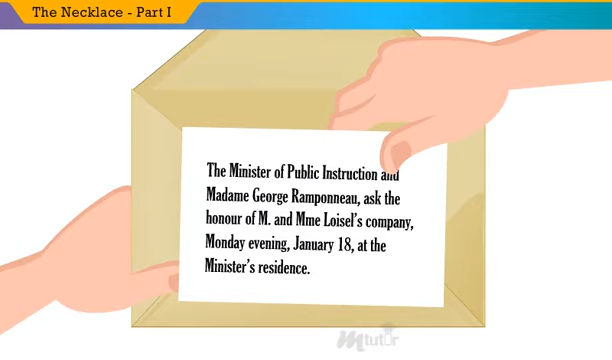 The Necklace - Part I
The Minister of Public Instruction and
Madame George Ramponneau, ask the
honour of M. and Mme Loisel's company,
Monday evening, January 18, at the
Minister's residence.
mtutor